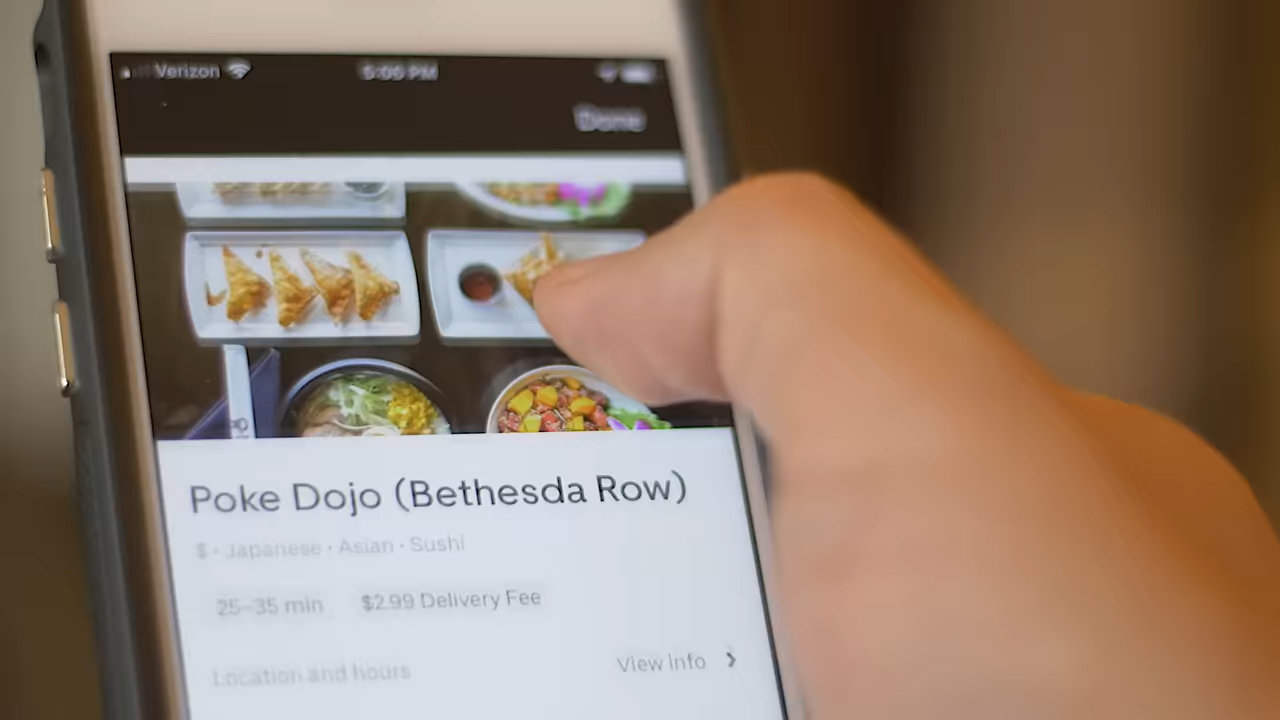 Verizon 5:00 PM
Done
Poke Dojo (Bethesda Row)
$ · Japanese · Asian · Sushi
25–35 min $2.99 Delivery Fee
Location and hours View info